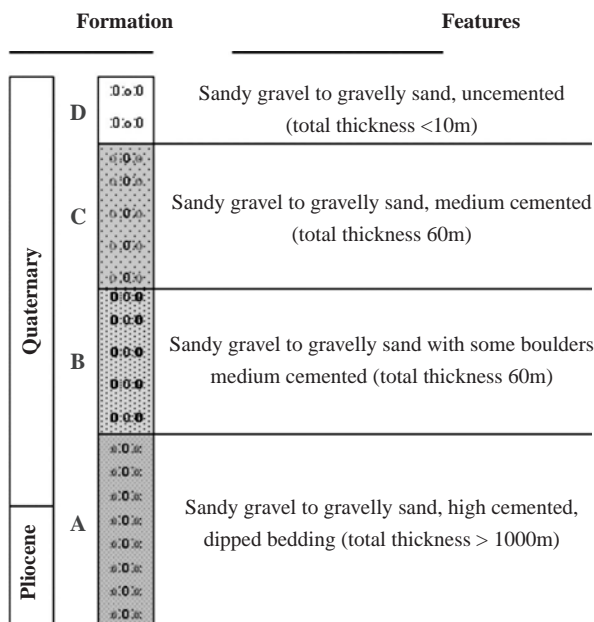 Formation
Features
Quaternary
Pliocene
D
Sandy gravel to gravelly sand, uncemented
(total thickness <10m)
C
Sandy gravel to gravelly sand, medium cemented
(total thickness 60m)
B
Sandy gravel to gravelly sand with some boulders
medium cemented (total thickness 60m)
A
Sandy gravel to gravelly sand, high cemented,
dipped bedding (total thickness > 1000m)